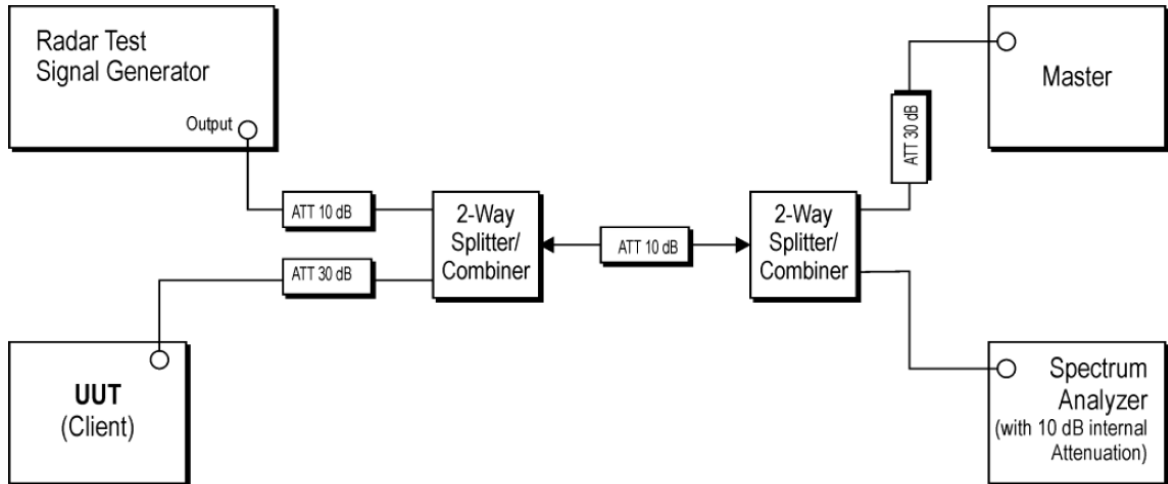 Radar Test
Signal Generator
Output
ATT 10 dB
ATT 30 dB
UUT
(Client)
2-Way
Splitter/
Combiner
ATT 10 dB
2-Way
Splitter/
Combiner
ATT 30 dB
Master
Spectrum
Analyzer
(with 10 dB internal
Attenuation)